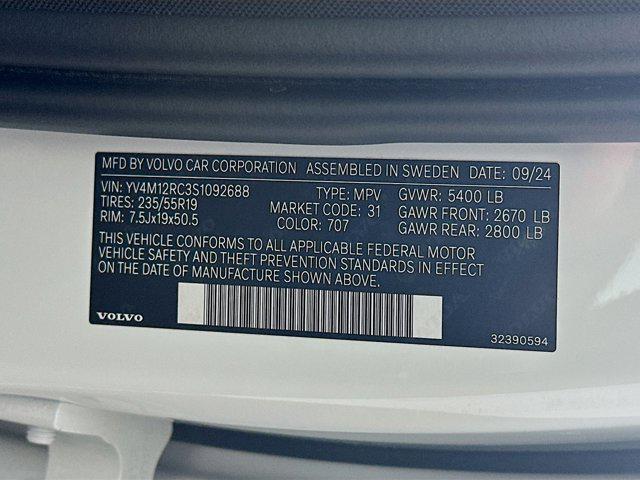 MFD BY VOLVO CAR CORPORATION ASSEMBLED IN SWEDEN DATE: 09/24
VIN: YV4M12RC3S1092688 TYPE: MPV GVWR: 5400 LB
TIRES: 235/55R19 MARKET CODE: 31 GAWR FRONT: 2670 LB
RIM: 7.5Jx19x50.5 COLOR: 707 GAWR REAR: 2800 LB
THIS VEHICLE CONFORMS TO ALL APPLICABLE FEDERAL MOTOR
VEHICLE SAFETY AND THEFT PREVENTION STANDARDS IN EFFECT
ON THE DATE OF MANUFACTURE SHOWN ABOVE.
VOLVO 32390594